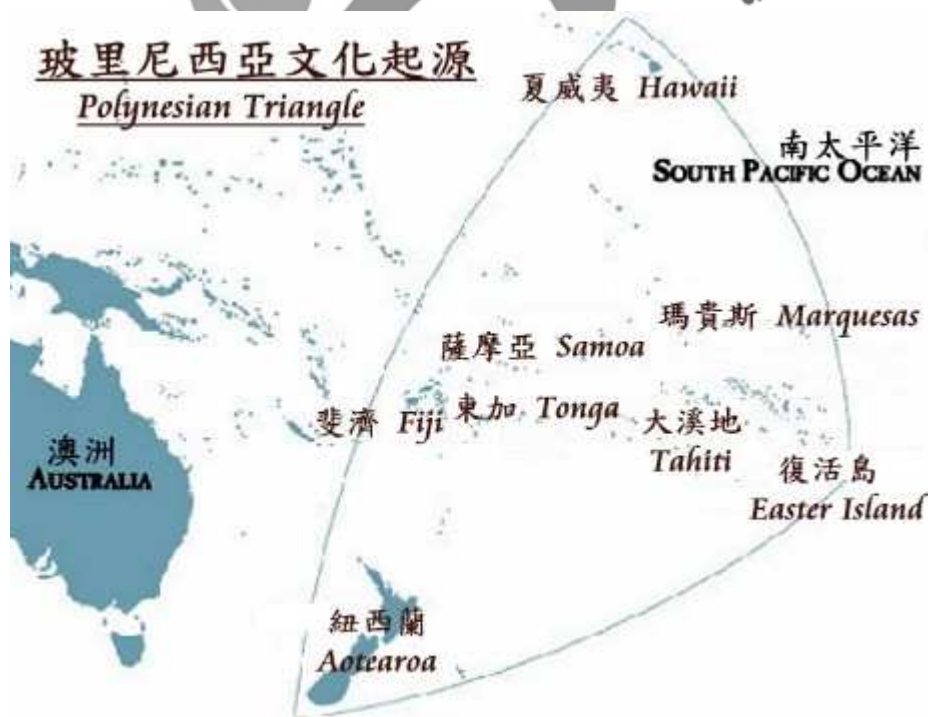 玻里尼西亞文化起源
Polynesian Triangle
夏威夷 Hawaii
南太平洋
SOUTH PACIFIC OCEAN
瑪貴斯 Marquesas
薩摩亞 Samoa
斐濟 Fiji
東加 Tonga
大溪地
Tahiti
澳洲
AUSTRALIA
復活島
Easter Island
紐西蘭
Aotearoa